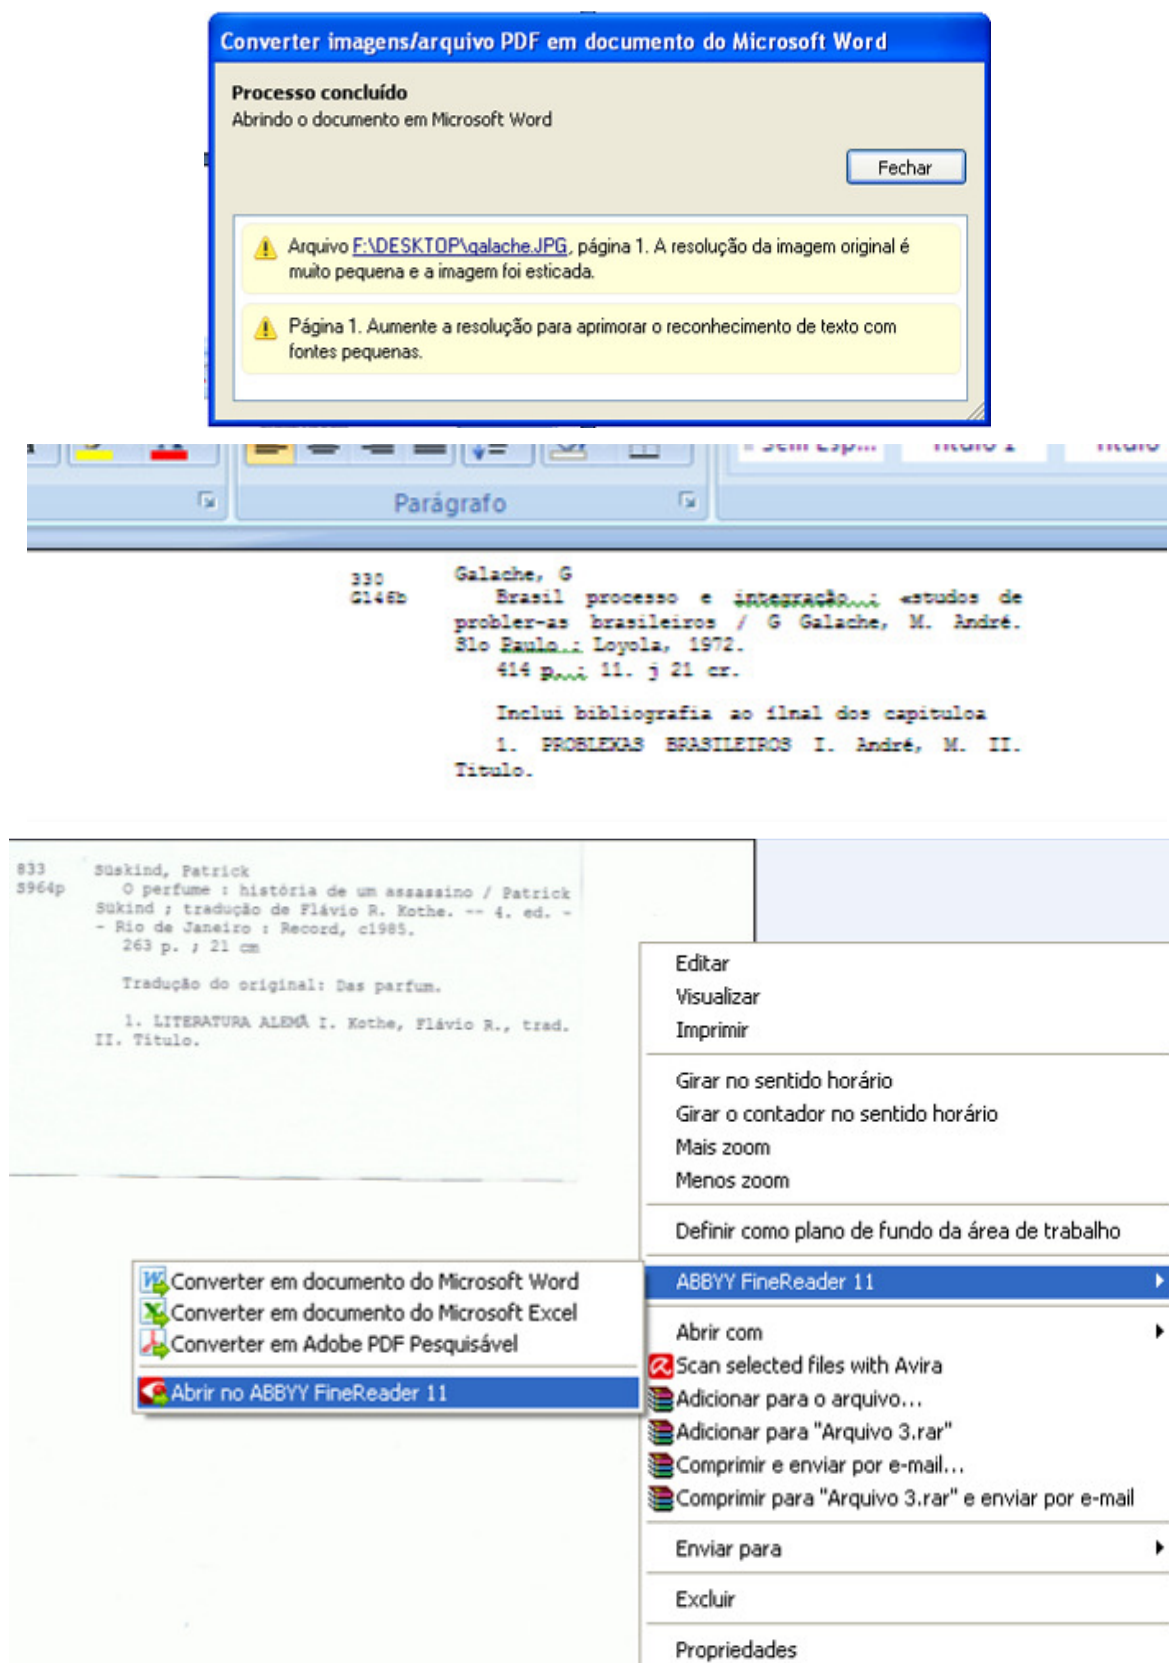 Converter imagens/arquivo PDF em documento do Microsoft Word
Processo concluído
Abrindo o documento em Microsoft Word
Fechar
Arquivo F:\DESKTOP\galache.JPG, página 1. A resolução da imagem original é
muito pequena e a imagem foi esticada.
Página 1. Aumente a resolução para aprimorar o reconhecimento de texto com
fontes pequenas.
Parágrafo
330 Galache, G
G146b Brasil processo e integração : estudos de
probler-as brasileiros / G Galache, M. André.
Slo Paulo : Loyola, 1972.
414 p. ; 11. j 21 cr.
Inclui bibliografia ao ilnal dos capituloa
1. PROBLEXAS BRASILEIROS I. André, M. II.
Titulo.
833 Süskind, Patrick
S964p O perfume : história de um assassino / Patrick
Sükind ; tradução de Flávio R. Kothe. -- 4. ed. -
- Rio de Janeiro : Record, c1985.
263 p. ; 21 cm
Tradução do original: Das parfum.
1. LITERATURA ALEMÃ I. Kothe, Flávio R., trad.
II. Título.
Editar
Visualizar
Imprimir
Girar no sentido horário
Girar o contador no sentido horário
Mais zoom
Menos zoom
Definir como plano de fundo da área de trabalho
ABBYY FineReader 11
Converter em documento do Microsoft Word
Converter em documento do Microsoft Excel
Converter em Adobe PDF Pesquisável
Abrir no ABBYY FineReader 11
Abrir com
Scan selected files with Avira
Adicionar para o arquivo...
Adicionar para "Arquivo 3.rar"
Comprimir e enviar por e-mail...
Comprimir para "Arquivo 3.rar" e enviar por e-mail
Enviar para
Excluir
Propriedades